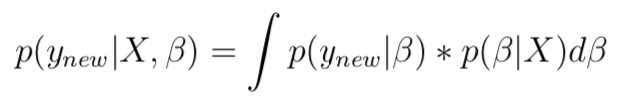 p(y_{new}|X, β) = ∫ p(y_{new}|β) * p(β|X)dβ